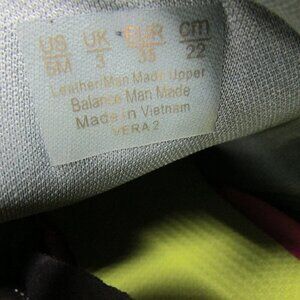 US UK EUR cm
5M 3 35 22
Leather/Man Made Upper
Balance Man Made
Made in Vietnam
VERA 2